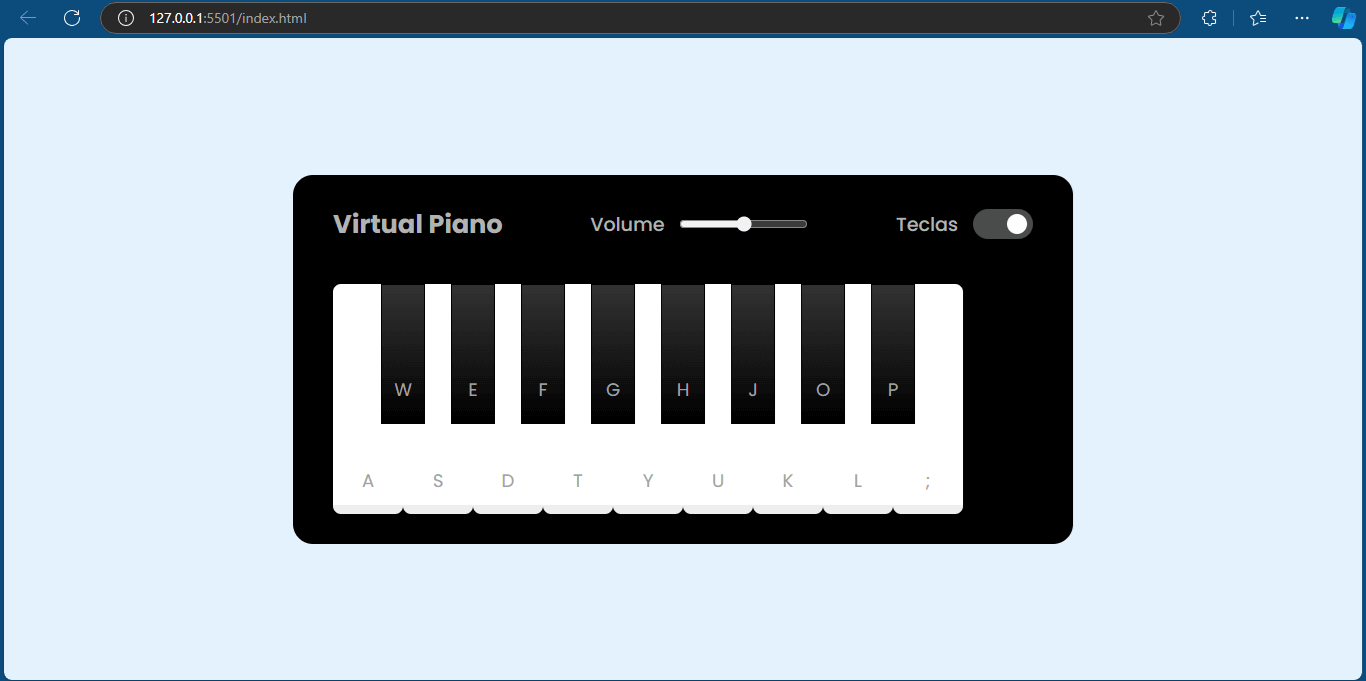 127.0.0.1:5501/index.html
Virtual Piano Volume Teclas
W E F G H J O P
A S D T Y U K L ;